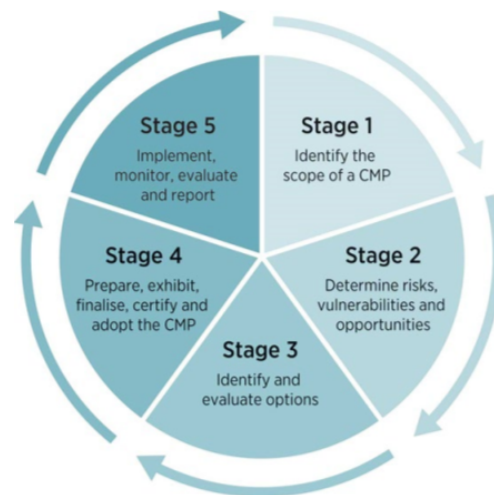 Stage 1
Identify the
scope of a CMP
Stage 2
Determine risks,
vulnerabilities and
opportunities
Stage 3
Identify and
evaluate options
Stage 4
Prepare, exhibit,
finalise, certify and
adopt the CMP
Stage 5
Implement,
monitor, evaluate
and report